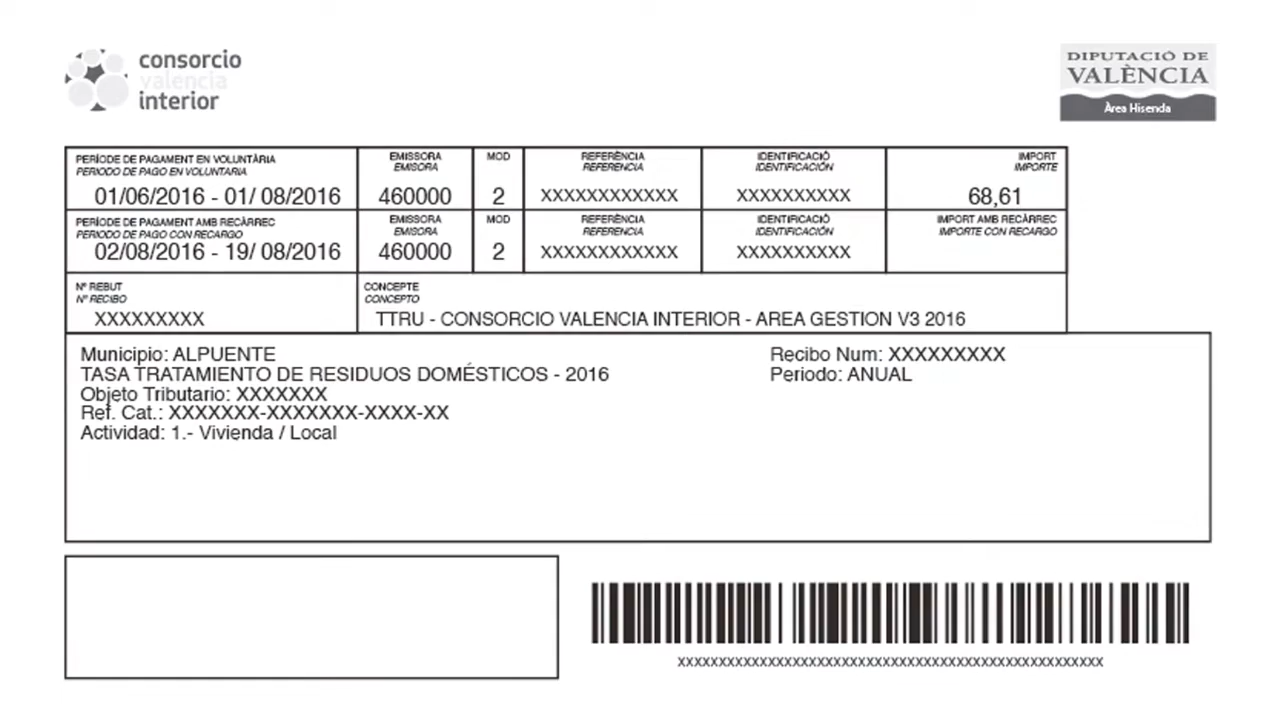 consorcio
valencia
interior
DIPUTACIÓ DE
VALÈNCIA
Àrea Hisenda
PERÍODE DE PAGAMENT EN VOLUNTÀRIA
PERIODO DE PAGO EN VOLUNTARIA
01/06/2016 - 01/ 08/2016
EMISSORA
EMISORA
460000
MOD
2
REFERÈNCIA
REFERENCIA
XXXXXXXXXXXX
IDENTIFICACIÓ
IDENTIFICACIÓN
XXXXXXXXXX
IMPORT
IMPORTE
68,61
PERÍODE DE PAGAMENT AMB RECÀRREC
PERIODO DE PAGO CON RECARGO
02/08/2016 - 19/ 08/2016
EMISSORA
EMISORA
460000
MOD
2
REFERÈNCIA
REFERENCIA
XXXXXXXXXXXX
IDENTIFICACIÓ
IDENTIFICACIÓN
XXXXXXXXXX
IMPORT AMB RECÀRREC
IMPORTE CON RECARGO
Nº REBUT
Nº RECIBO
XXXXXXXXX
CONCEPTE
CONCEPTO
TTRU - CONSORCIO VALENCIA INTERIOR - AREA GESTION V3 2016
Municipio: ALPUENTE
TASA TRATAMIENTO DE RESIDUOS DOMÉSTICOS - 2016
Objeto Tributario: XXXXXXX
Ref. Cat.: XXXXXXX-XXXXXXX-XXXX-XX
Actividad: 1.- Vivienda / Local
Recibo Num: XXXXXXXXX
Periodo: ANUAL
XXXXXXXXXXXXXXXXXXXXXXXXXXXXXXXXXXXXXXXXXXXXXXXXXXXX